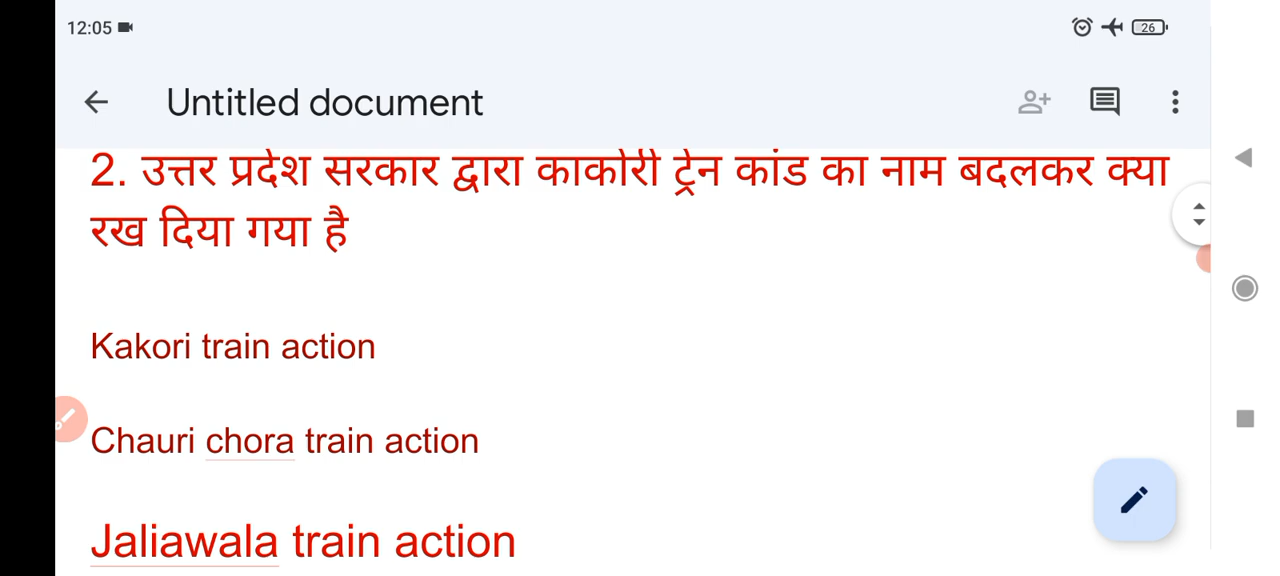 12:05
26
Untitled document
2. उत्तर प्रदेश सरकार द्वारा काकोरी ट्रेन कांड का नाम बदलकर क्या
रख दिया गया है
Kakori train action
Chauri chora train action
Jaliawala train action